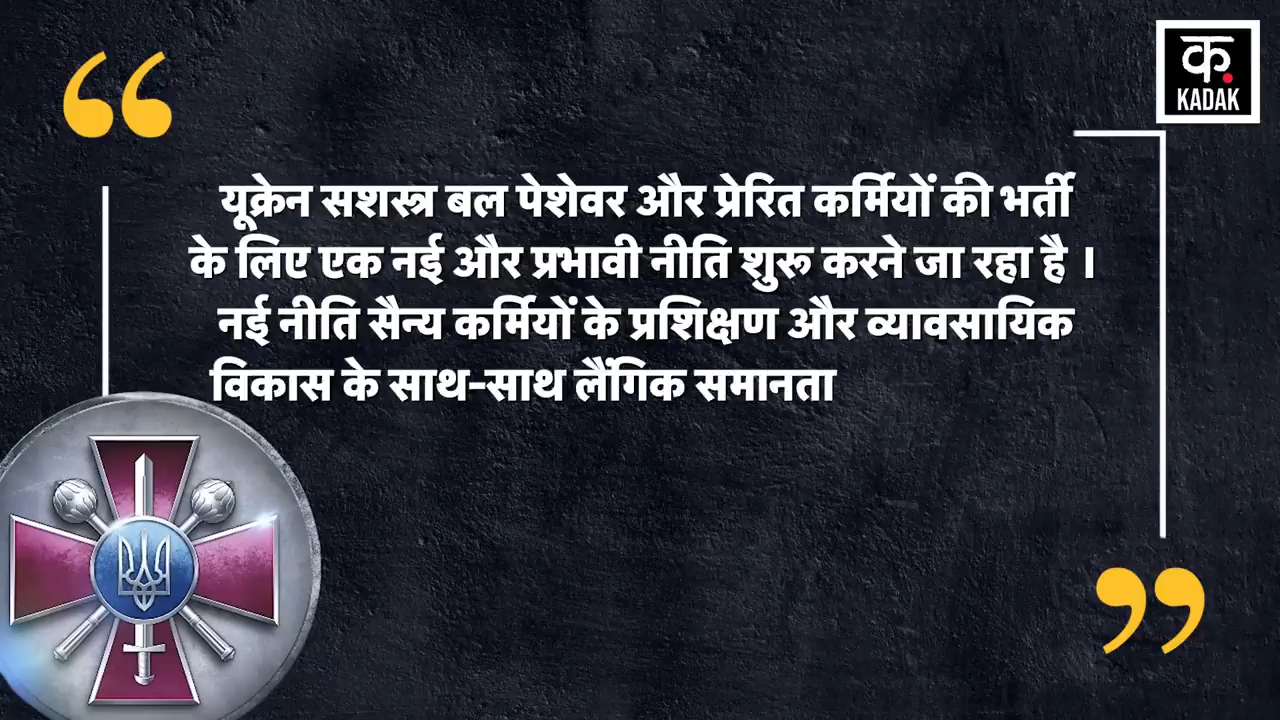 क.
KADAK
यूक्रेन सशस्त्र बल पेशेवर और प्रेरित कर्मियों की भर्ती
के लिए एक नई और प्रभावी नीति शुरू करने जा रहा है ।
नई नीति सैन्य कर्मियों के प्रशिक्षण और व्यावसायिक
विकास के साथ-साथ लैंगिक समानता